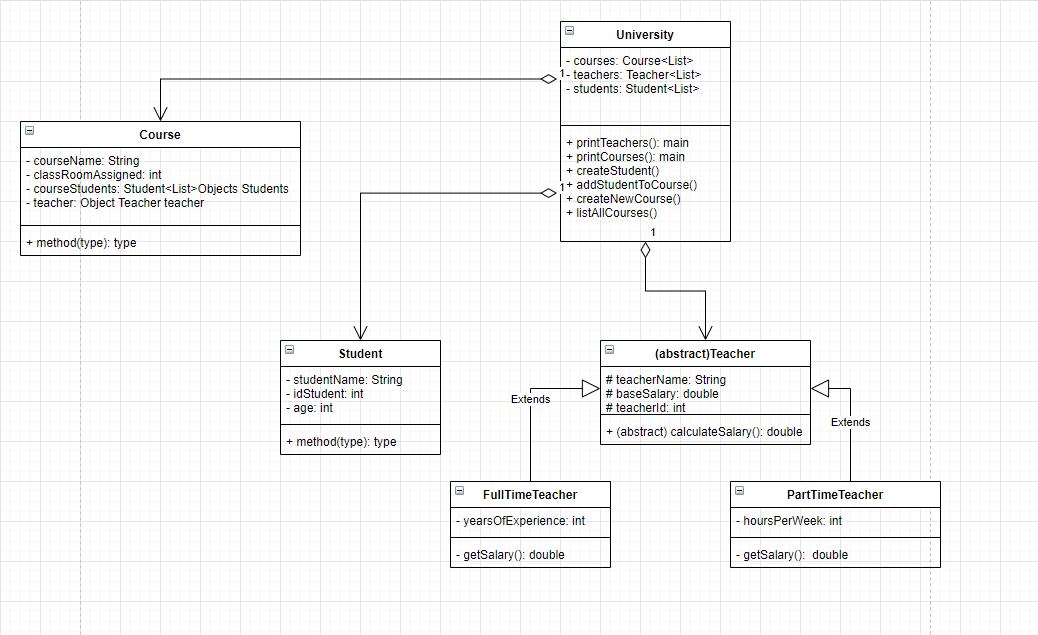 University
- courses: Course<List>
1
- teachers: Teacher<List>
- students: Student<List>
+ printTeachers(): main
+ printCourses(): main
+ createStudent()
1
+ addStudentToCourse()
+ createNewCourse()
+ listAllCourses()
1
Course
- courseName: String
- classRoomAssigned: int
- courseStudents: Student<List>Objects Students
- teacher: Object Teacher teacher
+ method(type): type
Student
- studentName: String
- idStudent: int
- age: int
+ method(type): type
(abstract)Teacher
# teacherName: String
# baseSalary: double
# teacherId: int
+ (abstract) calculateSalary(): double
Extends
Extends
FullTimeTeacher
- yearsOfExperience: int
- getSalary(): double
PartTimeTeacher
- hoursPerWeek: int
- getSalary():  double